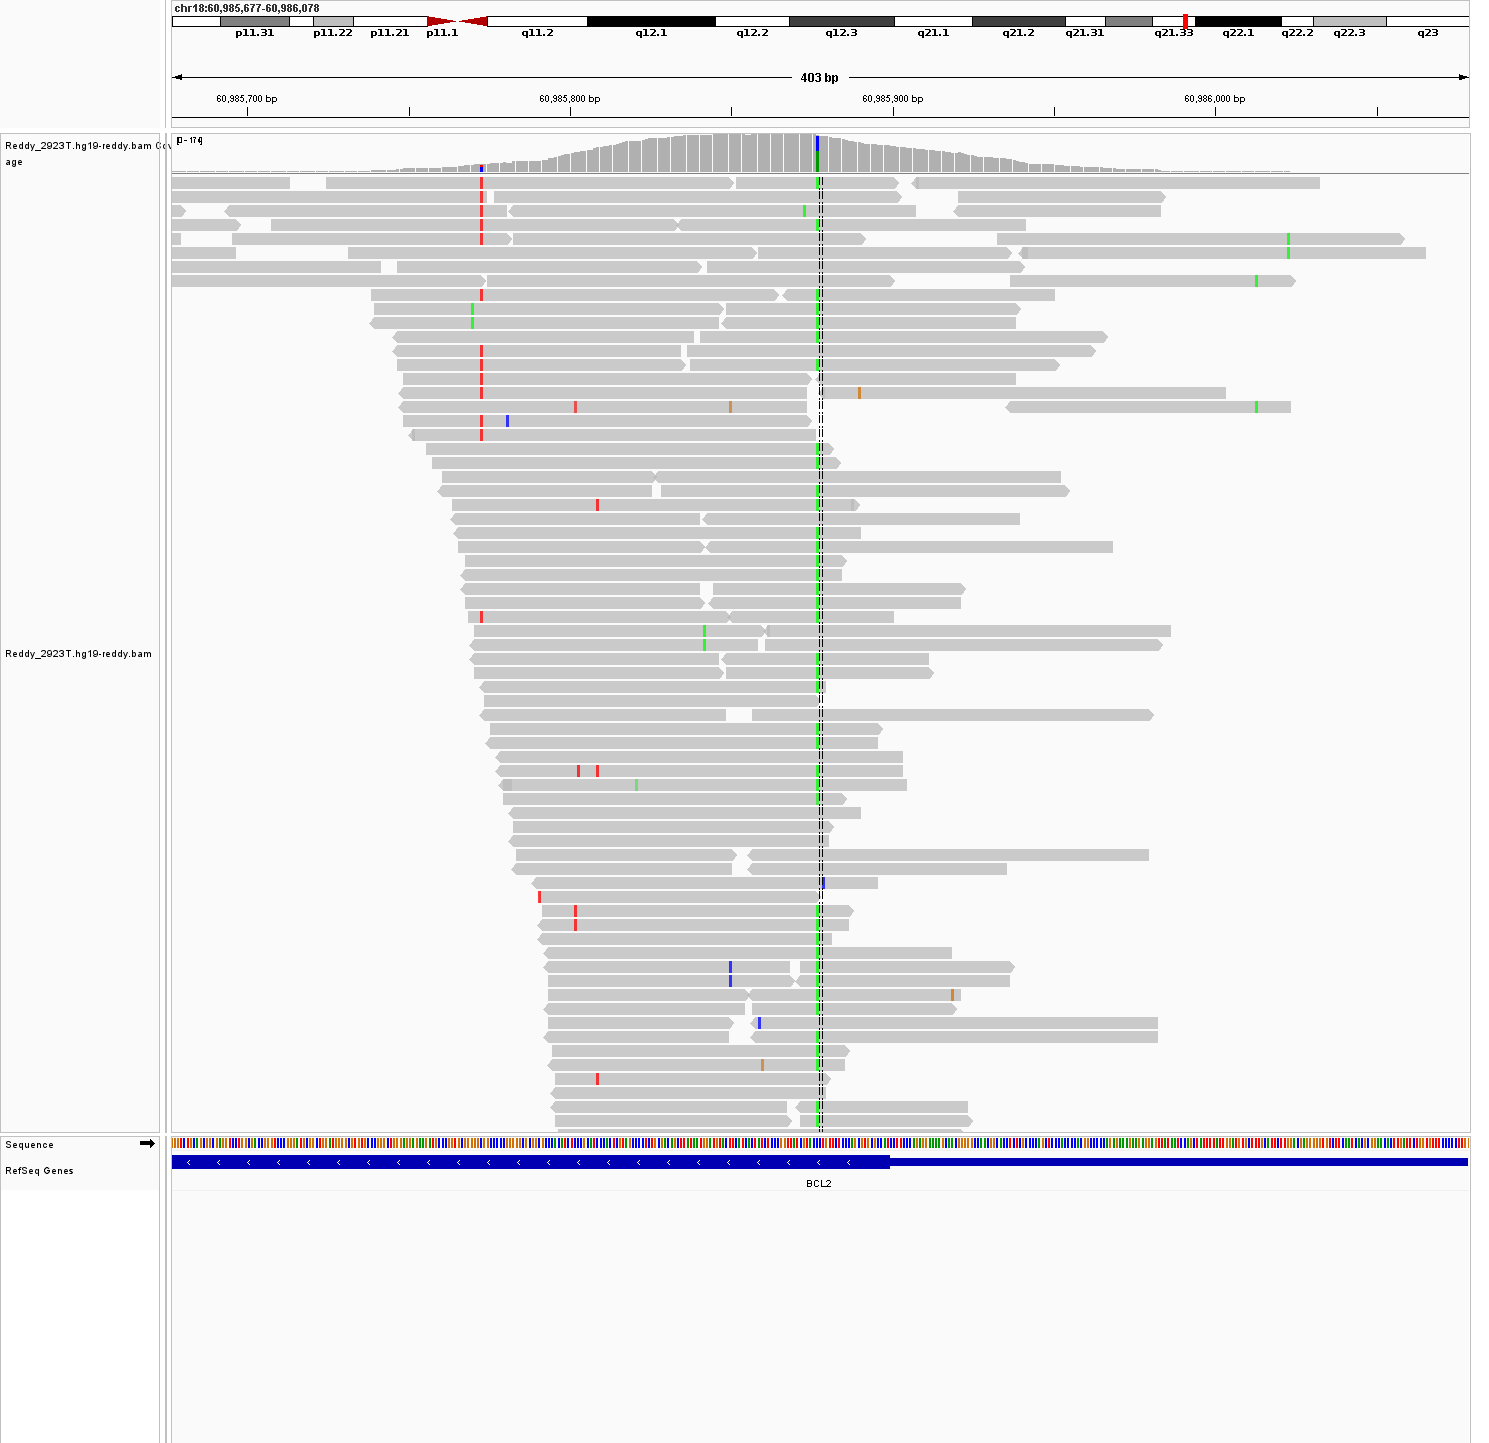 chr18:60,985,677-60,986,078
p11.31 p11.22 p11.21 p11.1 q11.2 q12.1 q12.2 q12.3 q21.1 q21.2 q21.31 q21.33 q22.1 q22.2 q22.3 q23
403 bp
60,985,700 bp 60,985,800 bp 60,985,900 bp 60,986,000 bp
Reddy_2923T.hg19-reddy.bam Cov
age
[0 - 174]
Reddy_2923T.hg19-reddy.bam
Sequence
RefSeq Genes
BCL2